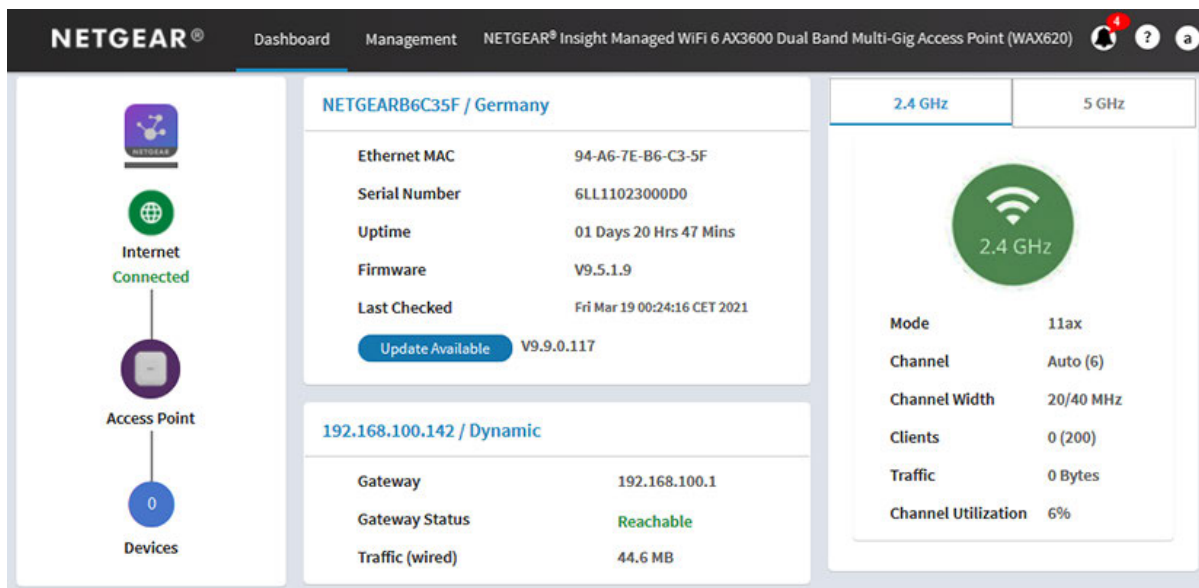 NETGEAR® Dashboard Management NETGEAR® Insight Managed WiFi 6 AX3600 Dual Band Multi-Gig Access Point (WAX620) 4 ? a
NETGEAR
Internet
Connected
Access Point
0
Devices
NETGEARB6C35F / Germany
Ethernet MAC 94-A6-7E-B6-C3-5F
Serial Number 6LL11023000D0
Uptime 01 Days 20 Hrs 47 Mins
Firmware V9.5.1.9
Last Checked Fri Mar 19 00:24:16 CET 2021
Update Available V9.9.0.117
192.168.100.142 / Dynamic
Gateway 192.168.100.1
Gateway Status Reachable
Traffic (wired) 44.6 MB
2.4 GHz 5 GHz
2.4 GHz
Mode 11ax
Channel Auto (6)
Channel Width 20/40 MHz
Clients 0 (200)
Traffic 0 Bytes
Channel Utilization 6%